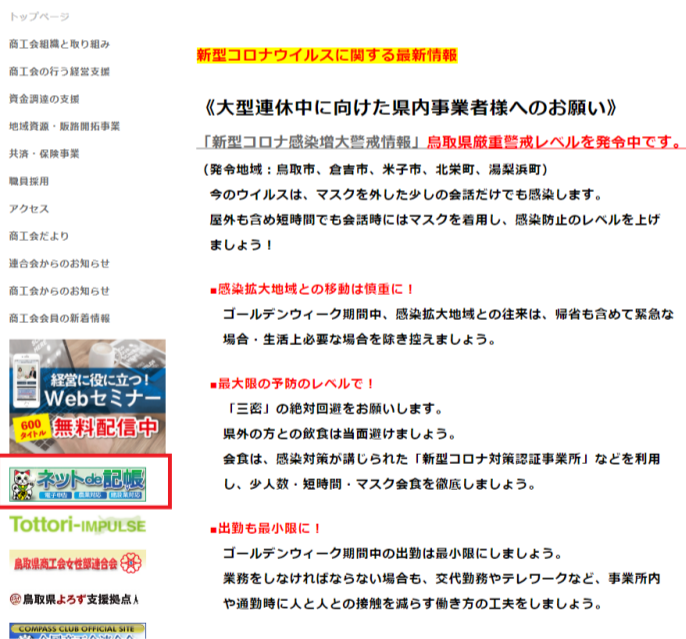 トップページ
商工会組織と取り組み
商工会の行う経営支援
資金調達の支援
地域資源・販路開拓事業
共済・保険事業
職員採用
アクセス
商工会だより
連合会からのお知らせ
商工会からのお知らせ
商工会会員の新着情報
経営に役に立つ!
Webセミナー
600
タイトル
無料配信中
ネットde記帳
電子申告
農業対応
Tottori-IMPULSE
鳥取県商工会女性部連合会
鳥取県よろず支援拠点
COMPASS CLUB OFFICIAL SITE
新型コロナウイルスに関する最新情報
《大型連休中に向けた県内事業者様へのお願い》
「新型コロナ感染増大警戒情報」鳥取県厳重警戒レベルを発令中です。
(発令地域:鳥取市、倉吉市、米子市、北栄町、湯梨浜町)
今のウイルスは、マスクを外した少しの会話だけでも感染します。
屋外も含め短時間でも会話時にはマスクを着用し、感染防止のレベルを上げ
ましょう!
■感染拡大地域との移動は慎重に!
ゴールデンウィーク期間中、感染拡大地域との往来は、帰省も含めて緊急な
場合・生活上必要な場合を除き控えましょう。
■最大限の予防のレベルで!
「三密」の絶対回避をお願いします。
県外の方との飲食は当面避けましょう。
会食は、感染対策が講じられた「新型コロナ対策認証事業所」などを利用
し、少人数・短時間・マスク会食を徹底しましょう。
■出勤も最小限に!
ゴールデンウィーク期間中の出勤は最小限にしましょう。
業務をしなければならない場合も、交代勤務やテレワークなど、事業所内
や通勤時に人と人との接触を減らす働き方の工夫をしましょう。